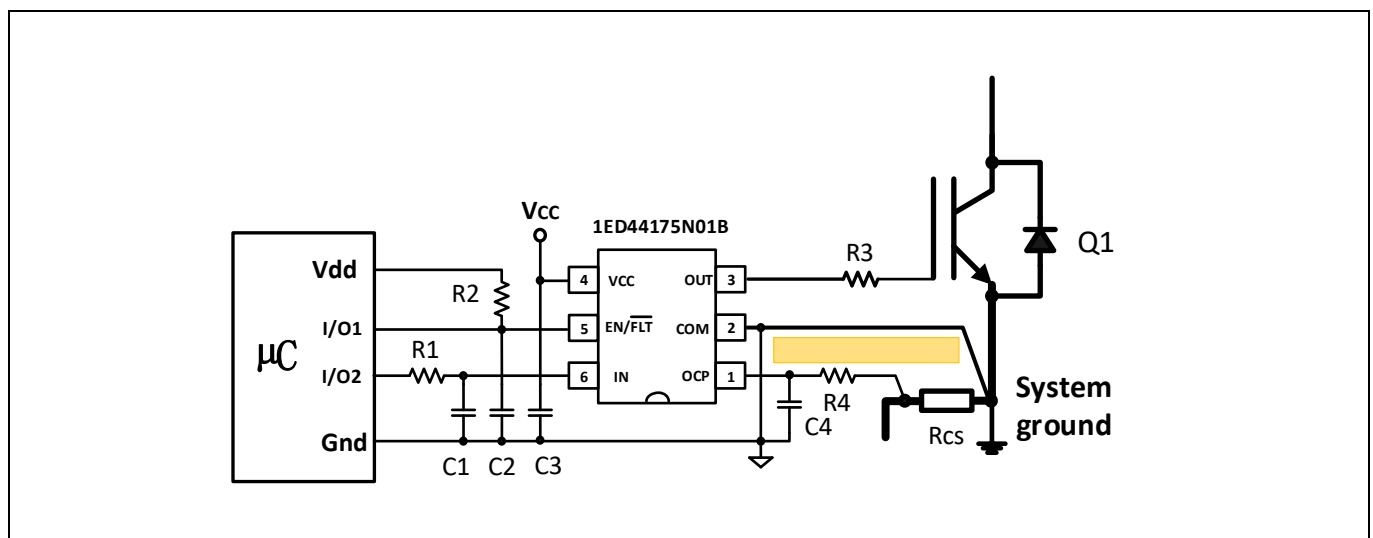 Vcc
1ED44175N01B
μC
Vdd
I/O1
I/O2
Gnd
R2
R1
C1
C2
C3
4
VCC
5
EN/F̅L̅T̅
6
IN
OUT
3
COM
2
OCP
1
R3
Q1
R4
C4
Rcs
System
ground